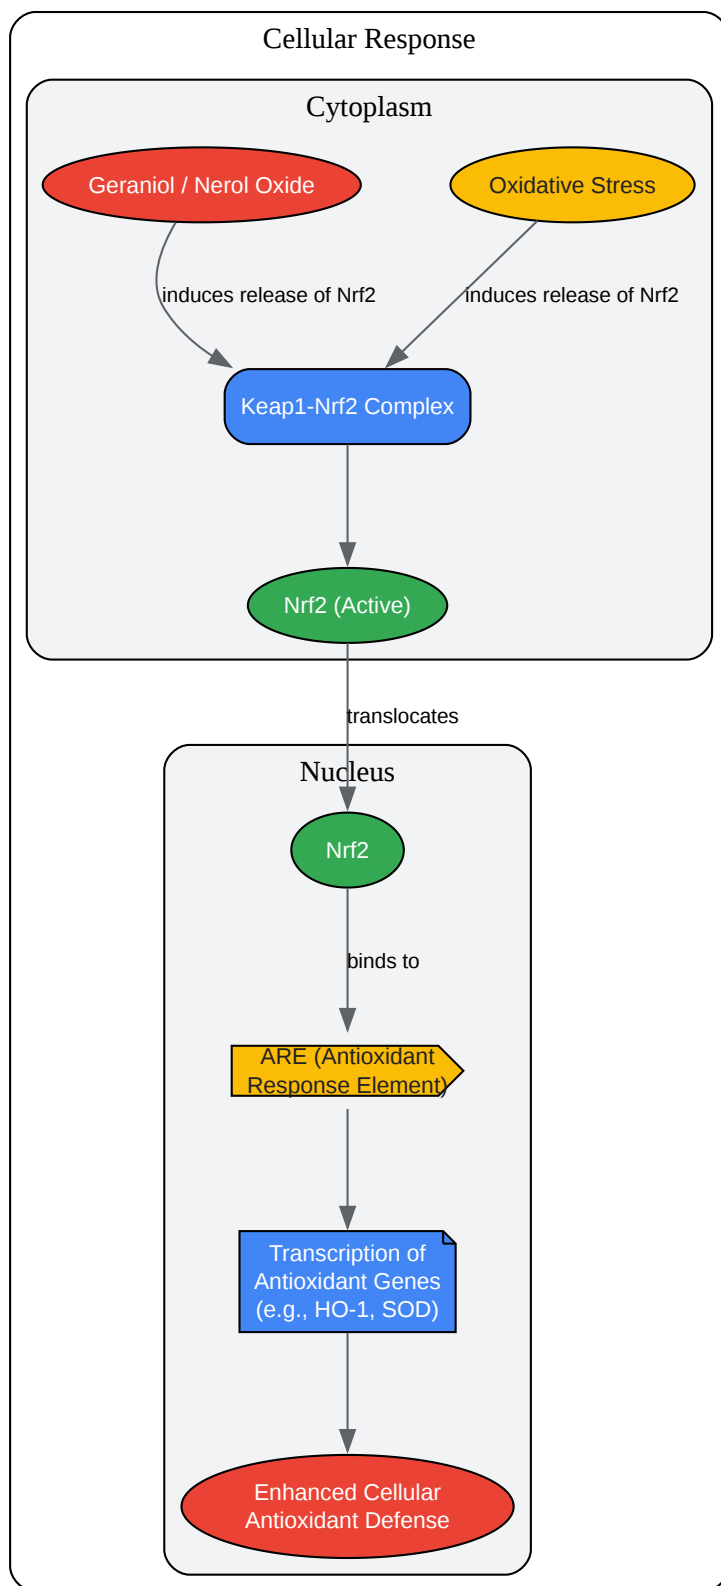 Cellular Response
Cytoplasm
Geraniol / Nerol Oxide
Oxidative Stress
induces release of Nrf2
induces release of Nrf2
Keap1-Nrf2 Complex
Nrf2 (Active)
translocates
Nucleus
Nrf2
binds to
ARE (Antioxidant
Response Element)
Transcription of
Antioxidant Genes
(e.g., HO-1, SOD)
Enhanced Cellular
Antioxidant Defense